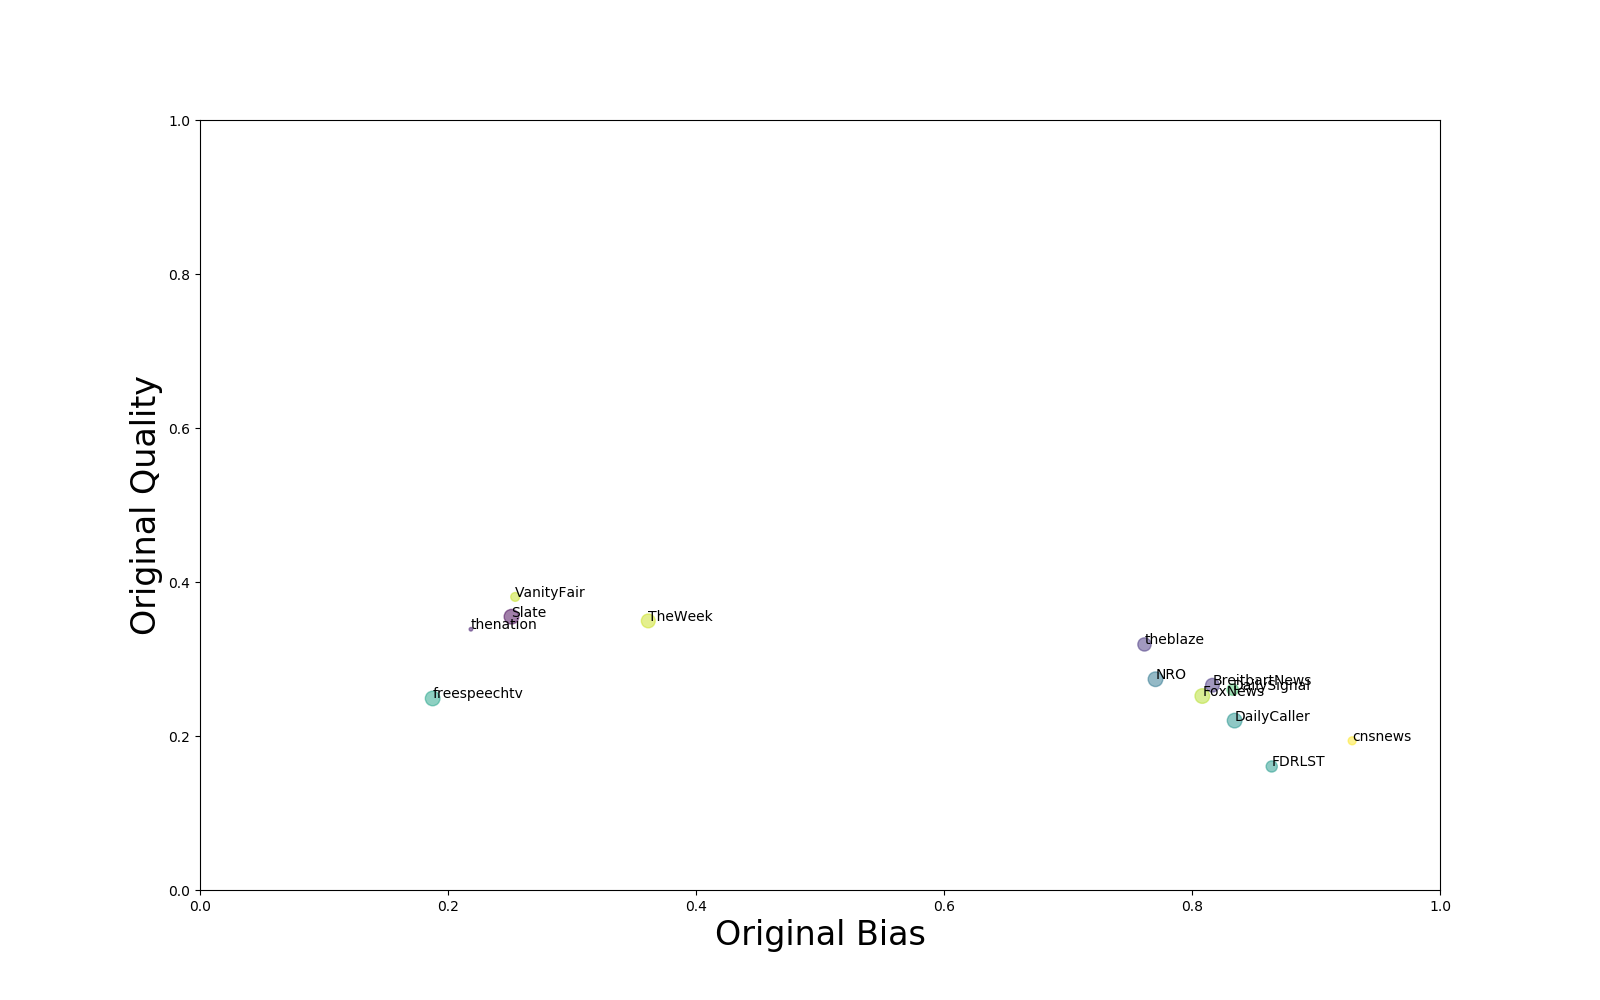 1.0
0.8
0.6
0.4
0.2
0.0
Original Quality
VanityFair
Slate
thenation
TheWeek
freespeechtv
theblaze
NRO
BreitbartNews
DailySignal
FoxNews
DailyCaller
cnsnews
FDRLST
0.0 0.2 0.4 0.6 0.8 1.0
Original Bias